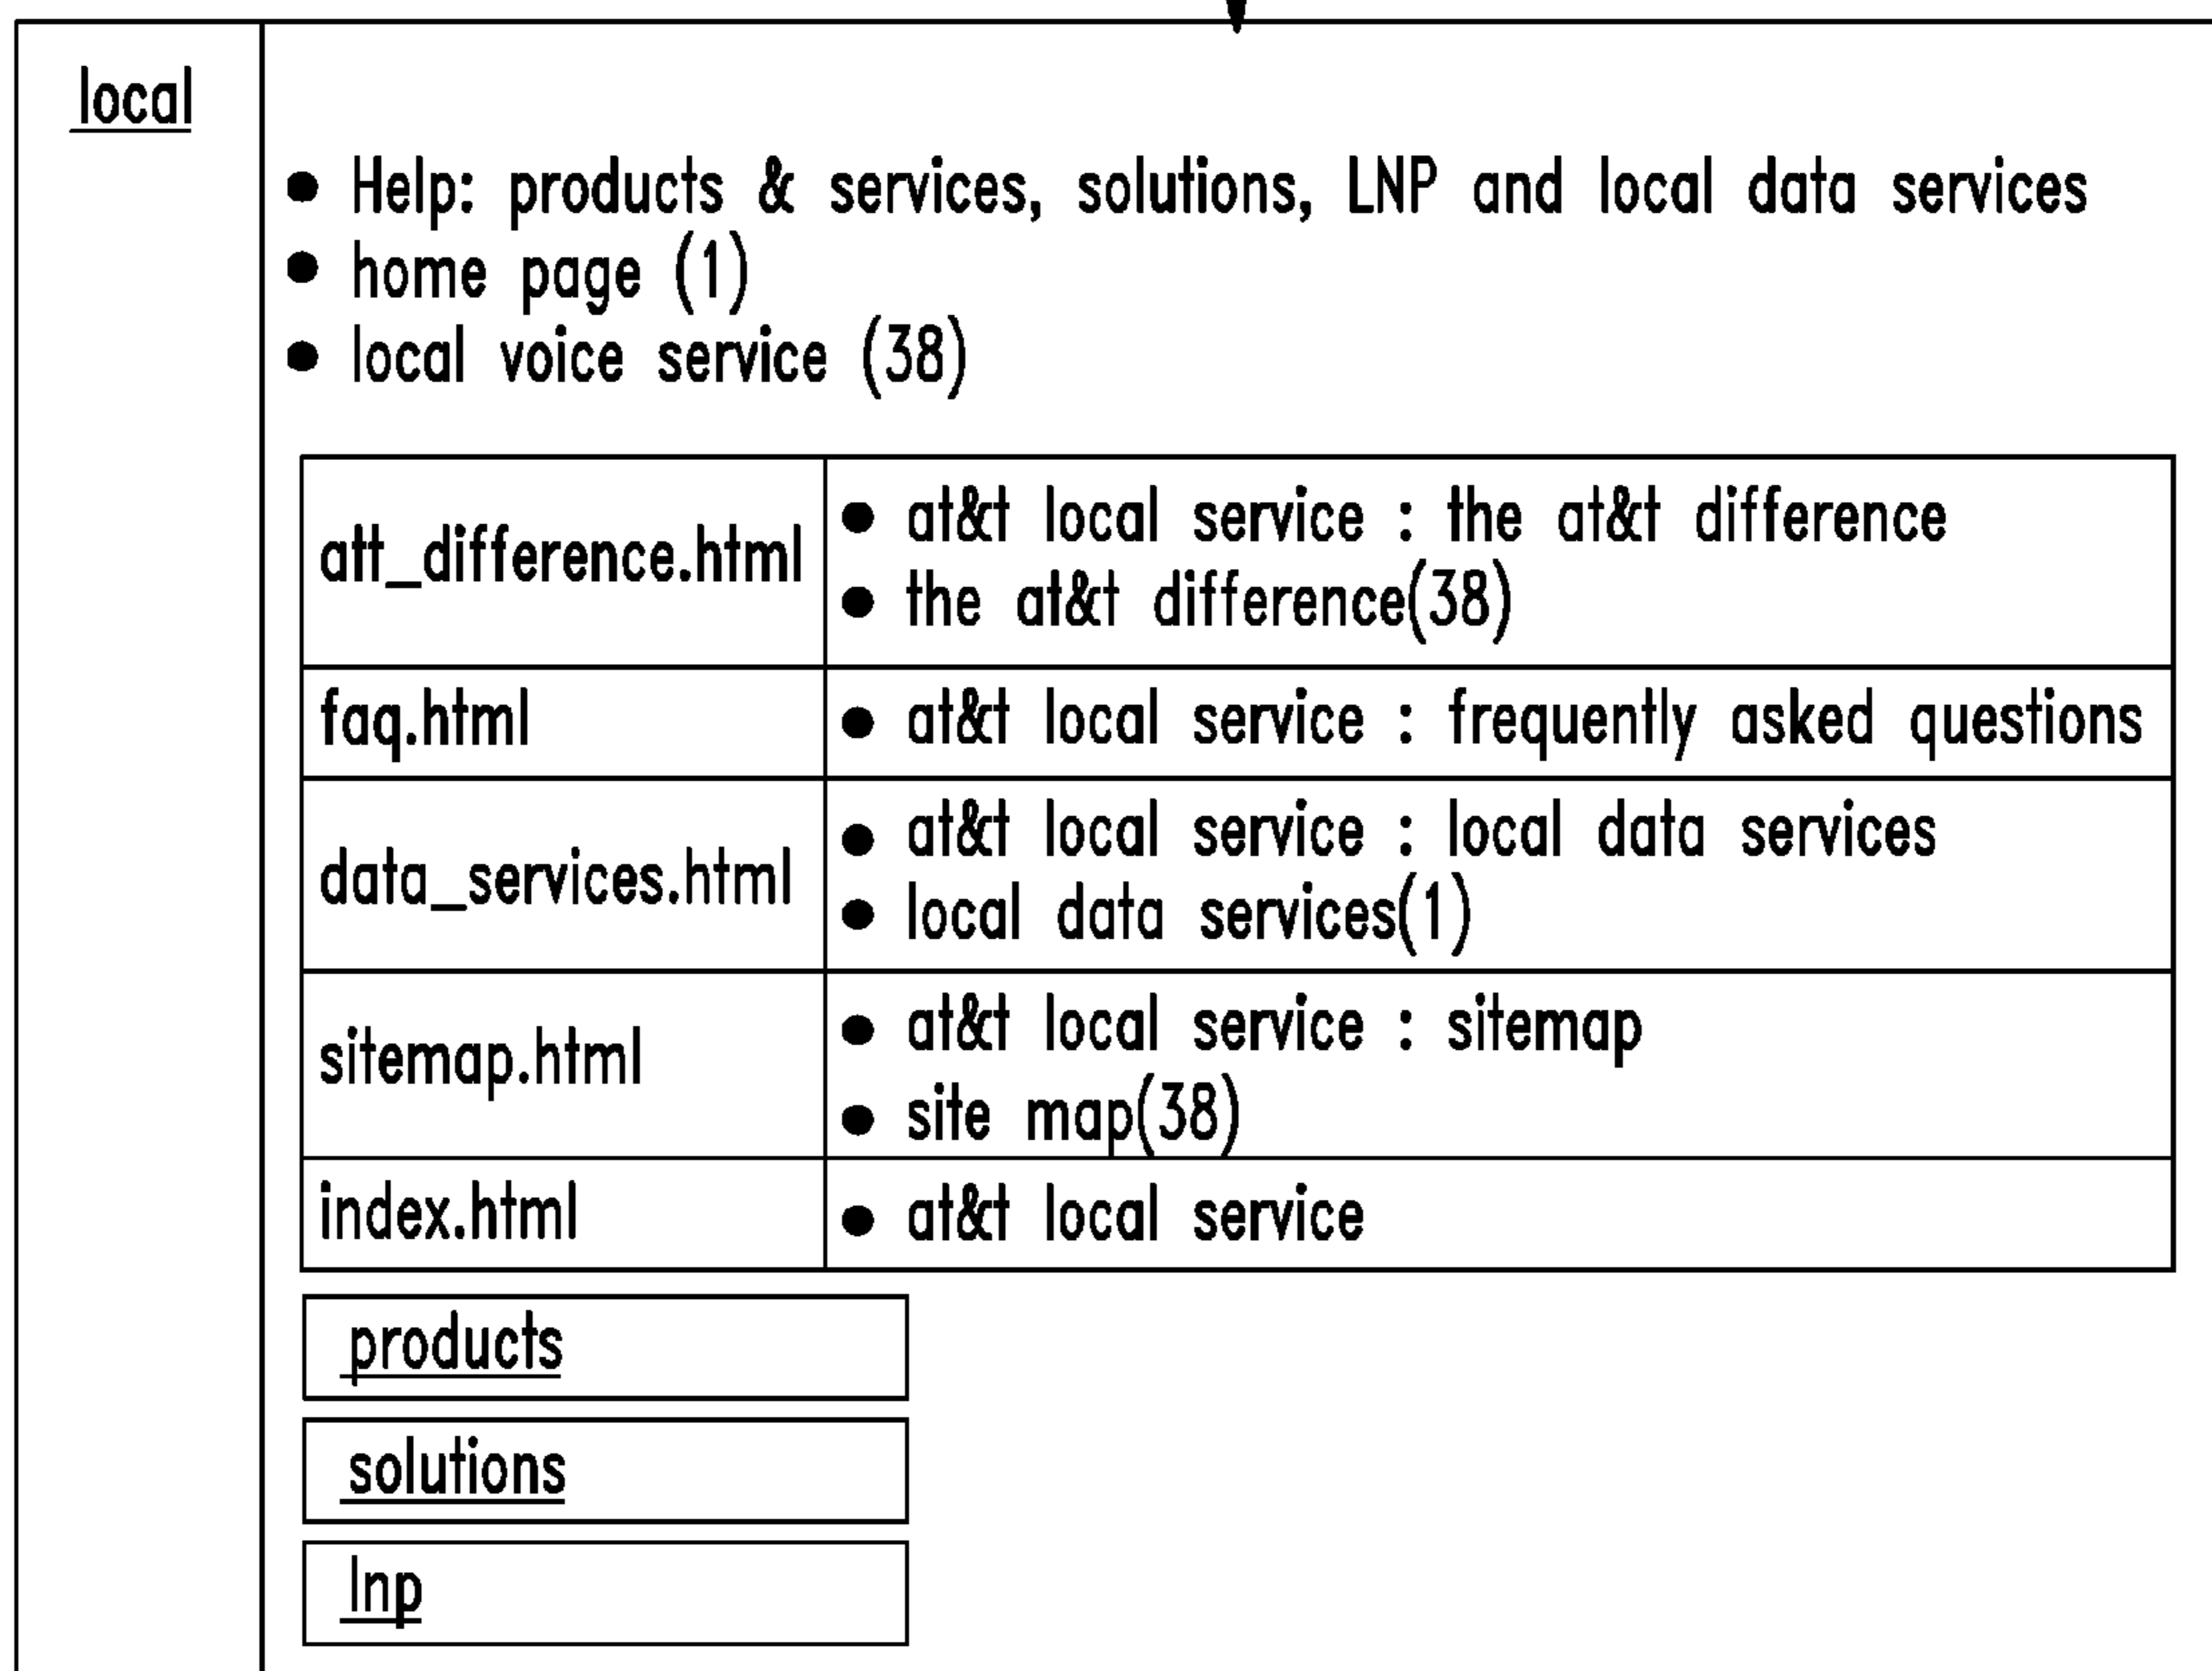 local
• Help: products & services, solutions, LNP and local data services
• home page (1)
• local voice service (38)
att_difference.html
• at&t local service : the at&t difference
• the at&t difference(38)
faq.html
• at&t local service : frequently asked questions
data_services.html
• at&t local service : local data services
• local data services(1)
sitemap.html
• at&t local service : sitemap
• site map(38)
index.html
• at&t local service
products
solutions
lnp